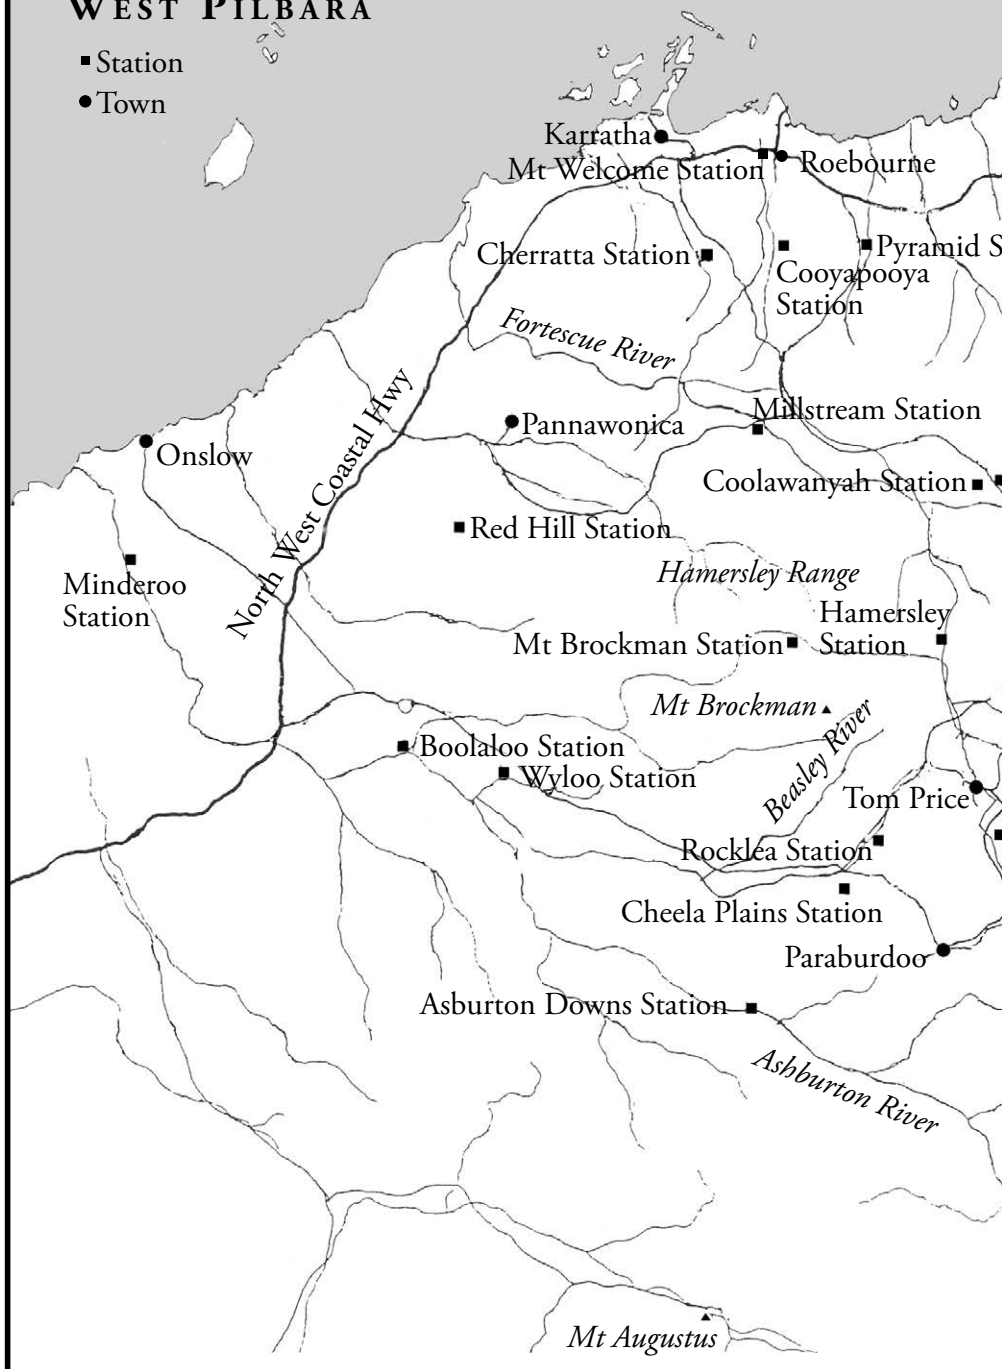 WEST PILBARA
Station
Town
Karratha
Mt Welcome Station
Roebourne
Cherratta Station
Pyramid S
Cooyapooya
Station
Fortescue River
Millstream Station
Pannawonica
Onslow
North West Coastal Hwy
Coolawanyah Station
Red Hill Station
Hamersley Range
Minderoo
Station
Hamersley
Station
Mt Brockman Station
Mt Brockman
Beasley River
Boolaloo Station
Wyloo Station
Tom Price
Rocklea Station
Cheela Plains Station
Paraburdoo
Asburton Downs Station
Ashburton River
Mt Augustus